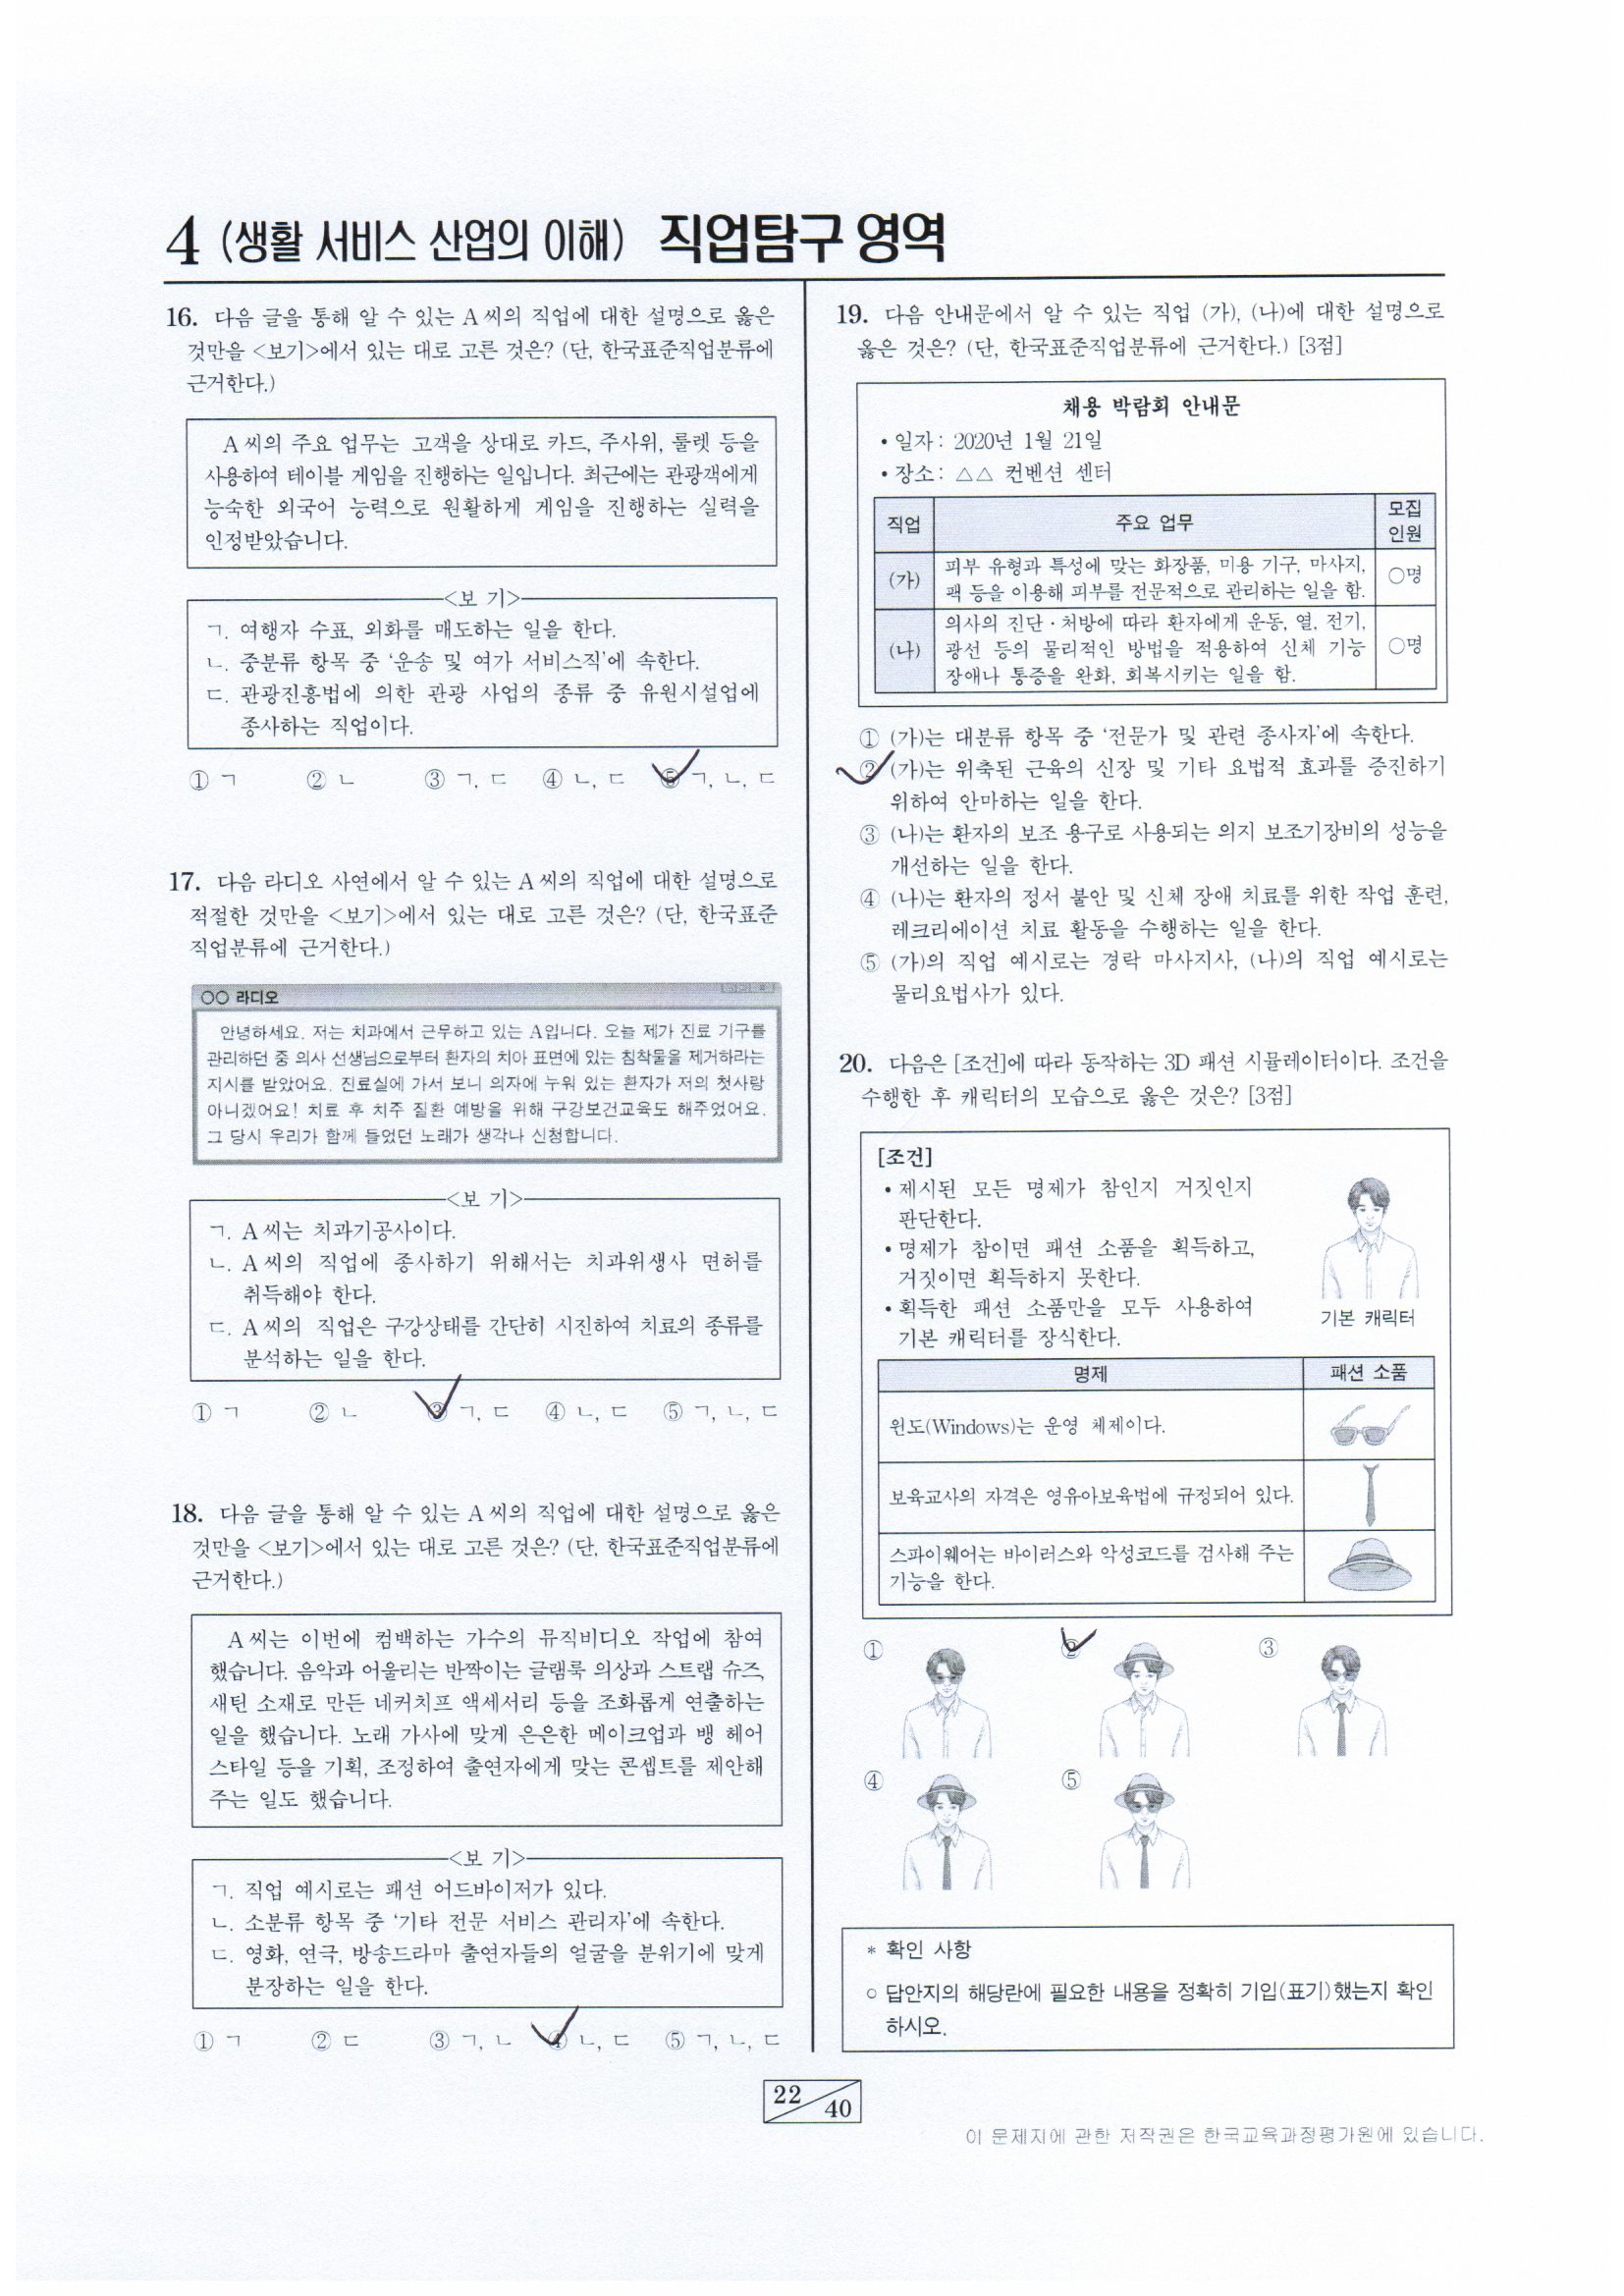 4 (생활 서비스 산업의 이해) 직업탐구 영역
16. 다음 글을 통해 알 수 있는 A 씨의 직업에 대한 설명으로 옳은
것만을 <보기>에서 있는 대로 고른 것은? (단, 한국표준직업분류에
근거한다.)
A 씨의 주요 업무는 고객을 상대로 카드, 주사위, 룰렛 등을
사용하여 테이블 게임을 진행하는 일입니다. 최근에는 관광객에게
능숙한 외국어 능력으로 원활하게 게임을 진행하는 실력을
인정받았습니다.
<보 기>
ㄱ. 여행자 수표, 외화를 매도하는 일을 한다.
ㄴ. 중분류 항목 중 '운송 및 여가 서비스직'에 속한다.
ㄷ. 관광진흥법에 의한 관광 사업의 종류 중 유원시설업에
종사하는 직업이다.
① ㄱ ② ㄴ ③ ㄱ, ㄷ ④ ㄴ, ㄷ ⑤ ㄱ, ㄴ, ㄷ
17. 다음 라디오 사연에서 알 수 있는 A 씨의 직업에 대한 설명으로
적절한 것만을 <보기>에서 있는 대로 고른 것은? (단, 한국표준
직업분류에 근거한다.)
○○ 라디오
안녕하세요. 저는 치과에서 근무하고 있는 A입니다. 오늘 제가 진료 기구를
관리하던 중 의사 선생님으로부터 환자의 치아 표면에 있는 침착물을 제거하라는
지시를 받았어요. 진료실에 가서 보니 의자에 누워 있는 환자가 저의 첫사랑
아니겠어요! 치료 후 치주 질환 예방을 위해 구강보건교육도 해주었어요.
그 당시 우리가 함께 들었던 노래가 생각나 신청합니다.
<보 기>
ㄱ. A 씨는 치과기공사이다.
ㄴ. A 씨의 직업에 종사하기 위해서는 치과위생사 면허를
취득해야 한다.
ㄷ. A 씨의 직업은 구강상태를 간단히 시진하여 치료의 종류를
분석하는 일을 한다.
① ㄱ ② ㄴ ③ ㄱ, ㄷ ④ ㄴ, ㄷ ⑤ ㄱ, ㄴ, ㄷ
18. 다음 글을 통해 알 수 있는 A 씨의 직업에 대한 설명으로 옳은
것만을 <보기>에서 있는 대로 고른 것은? (단, 한국표준직업분류에
근거한다.)
A 씨는 이번에 컴백하는 가수의 뮤직비디오 작업에 참여
했습니다. 음악과 어울리는 반짝이는 글램룩 의상과 스트랩 슈즈,
새틴 소재로 만든 네커치프 액세서리 등을 조화롭게 연출하는
일을 했습니다. 노래 가사에 맞게 은은한 메이크업과 뱅 헤어
스타일 등을 기획, 조정하여 출연자에게 맞는 콘셉트를 제안해
주는 일도 했습니다.
<보 기>
ㄱ. 직업 예시로는 패션 어드바이저가 있다.
ㄴ. 소분류 항목 중 '기타 전문 서비스 관리자'에 속한다.
ㄷ. 영화, 연극, 방송드라마 출연자들의 얼굴을 분위기에 맞게
분장하는 일을 한다.
① ㄱ ② ㄷ ③ ㄱ, ㄴ ④ ㄴ, ㄷ ⑤ ㄱ, ㄴ, ㄷ
19. 다음 안내문에서 알 수 있는 직업 (가), (나)에 대한 설명으로
옳은 것은? (단, 한국표준직업분류에 근거한다.) [3점]
채용 박람회 안내문
• 일자 : 2020년 1월 21일
• 장소 : △△ 컨벤션 센터
직업 주요 업무 모집 인원
(가) 피부 유형과 특성에 맞는 화장품, 미용 기구, 마사지,
팩 등을 이용해 피부를 전문적으로 관리하는 일을 함. ○명
의사의 진단·처방에 따라 환자에게 운동, 열, 전기,
(나) 광선 등의 물리적인 방법을 적용하여 신체 기능 ○명
장애나 통증을 완화, 회복시키는 일을 함.
① (가)는 대분류 항목 중 '전문가 및 관련 종사자'에 속한다.
② (가)는 위축된 근육의 신장 및 기타 요법적 효과를 증진하기
위하여 안마하는 일을 한다.
③ (나)는 환자의 보조 용구로 사용되는 의지 보조기장비의 성능을
개선하는 일을 한다.
④ (나)는 환자의 정서 불안 및 신체 장애 치료를 위한 작업 훈련,
레크리에이션 치료 활동을 수행하는 일을 한다.
⑤ (가)의 직업 예시로는 경락 마사지사, (나)의 직업 예시로는
물리요법사가 있다.
20. 다음은 [조건]에 따라 동작하는 3D 패션 시뮬레이터이다. 조건을
수행한 후 캐릭터의 모습으로 옳은 것은? [3점]
[조건]
• 제시된 모든 명제가 참인지 거짓인지
판단한다.
• 명제가 참이면 패션 소품을 획득하고,
거짓이면 획득하지 못한다.
• 획득한 패션 소품만을 모두 사용하여
기본 캐릭터를 장식한다.
기본 캐릭터
명제 패션 소품
윈도(Windows)는 운영 체제이다.
보육교사의 자격은 영유아보육법에 규정되어 있다.
스파이웨어는 바이러스와 악성코드를 검사해 주는
기능을 한다.
① ② ③
④ ⑤
* 확인 사항
○ 답안지의 해당란에 필요한 내용을 정확히 기입(표기)했는지 확인
하시오.
22 40
이 문제지에 관한 저작권은 한국교육과정평가원에 있습니다.